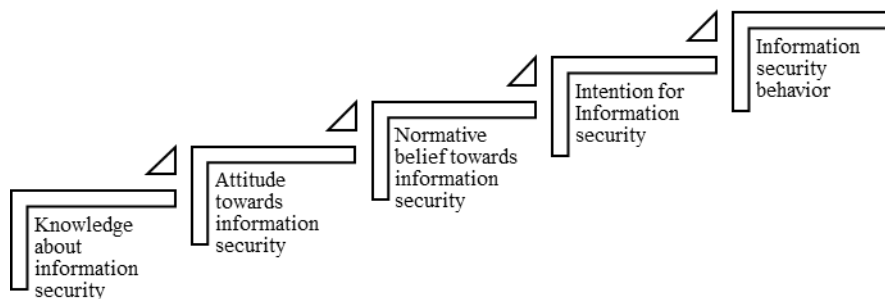 Knowledge
about
information
security
Attitude
towards
information
security
Normative
belief towards
information
security
Intention for
Information
security
Information
security
behavior